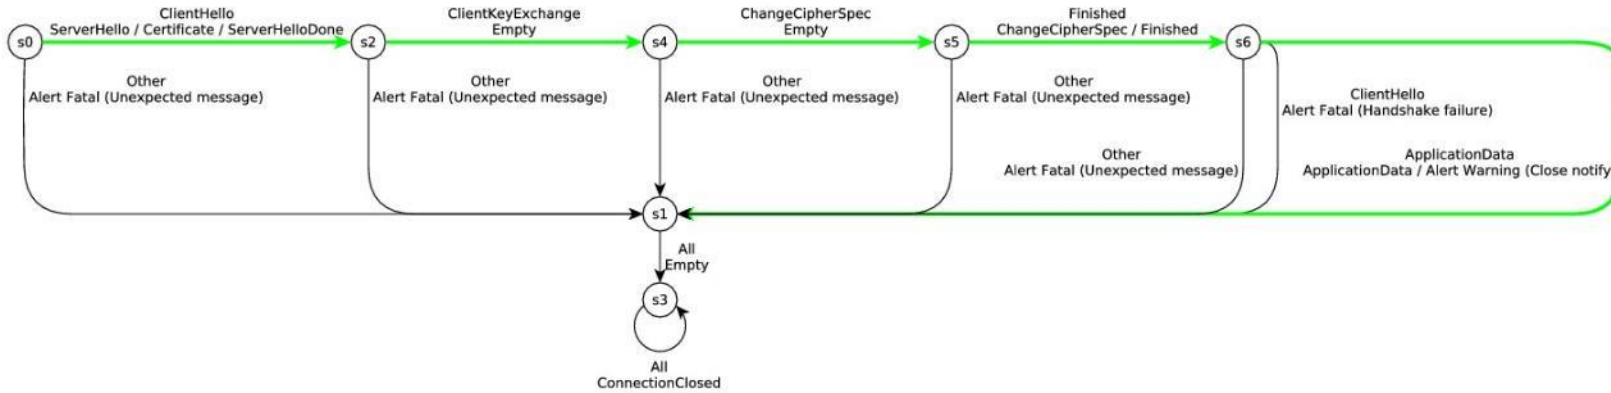 ClientHello
ServerHello / Certificate / ServerHelloDone
ClientKeyExchange
Empty
ChangeCipherSpec
Empty
Finished
ChangeCipherSpec / Finished
s0
s2
s4
s5
s6
Other
Alert Fatal (Unexpected message)
Other
Alert Fatal (Unexpected message)
Other
Alert Fatal (Unexpected message)
Other
Alert Fatal (Unexpected message)
ClientHello
Alert Fatal (Handshake failure)
Other
Alert Fatal (Unexpected message)
ApplicationData
ApplicationData / Alert Warning (Close notify
s1
All
Empty
s3
All
ConnectionClosed